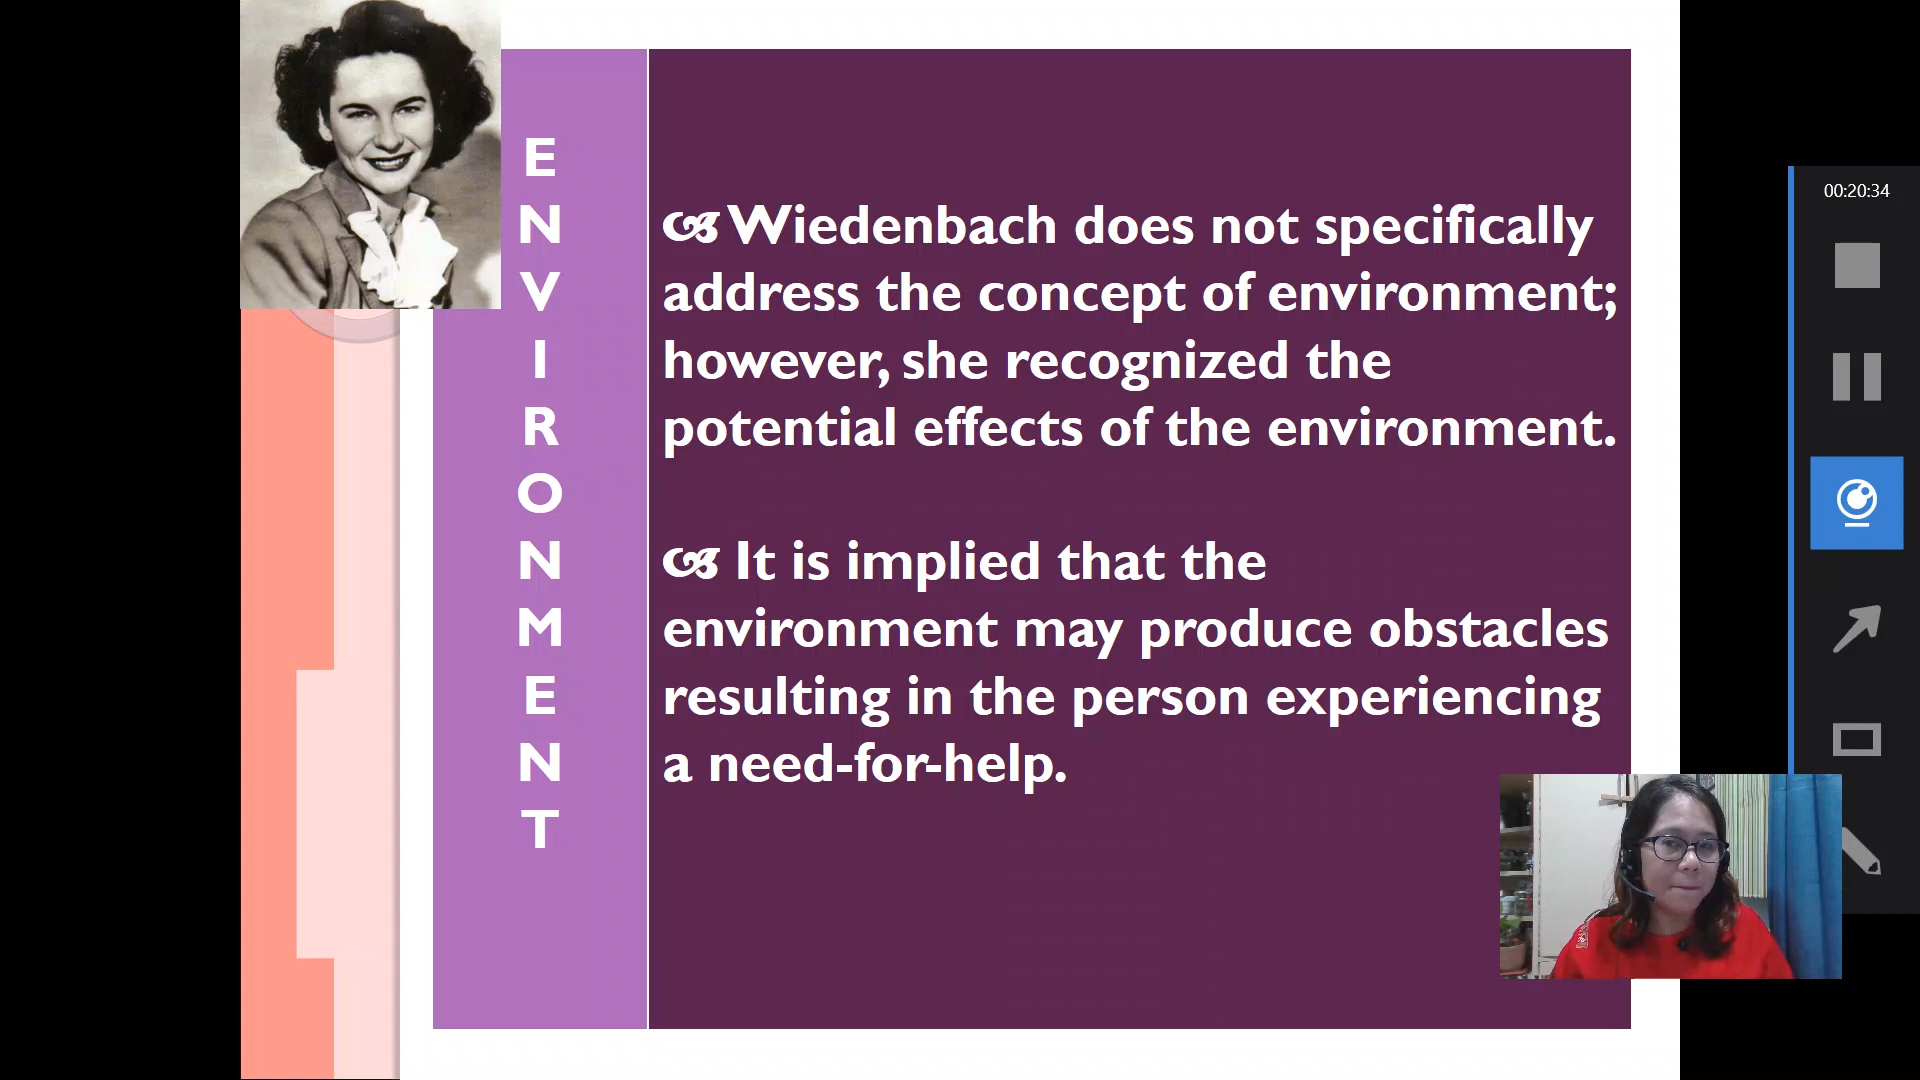 ENVIRONMENT
Wiedenbach does not specifically
address the concept of environment;
however, she recognized the
potential effects of the environment.
It is implied that the
environment may produce obstacles
resulting in the person experiencing
a need-for-help.
00:20:34